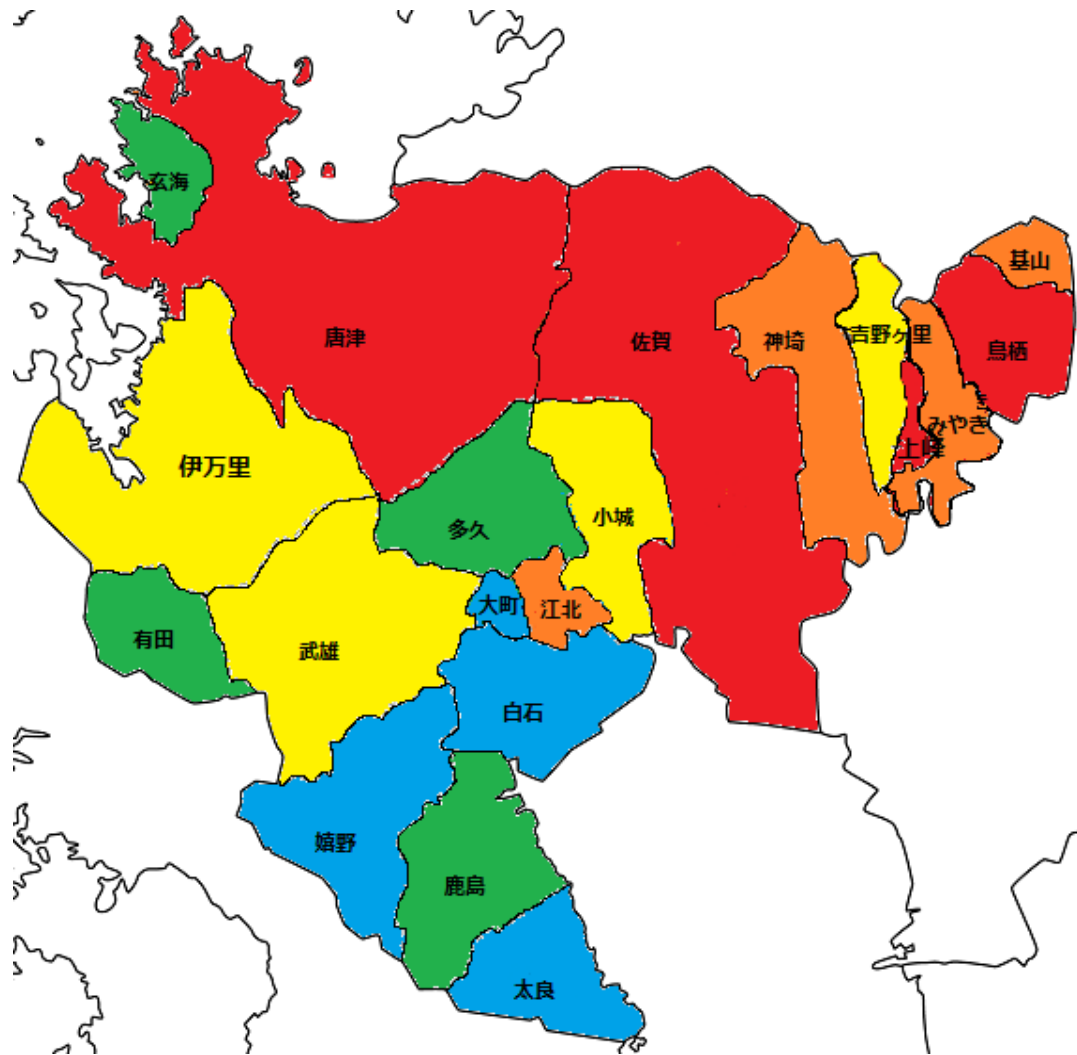 玄海
基山
唐津
佐賀
神埼
吉野ヶ里
鳥栖
みやき
上峰
伊万里
小城
多久
大町
江北
有田
武雄
白石
嬉野
鹿島
太良